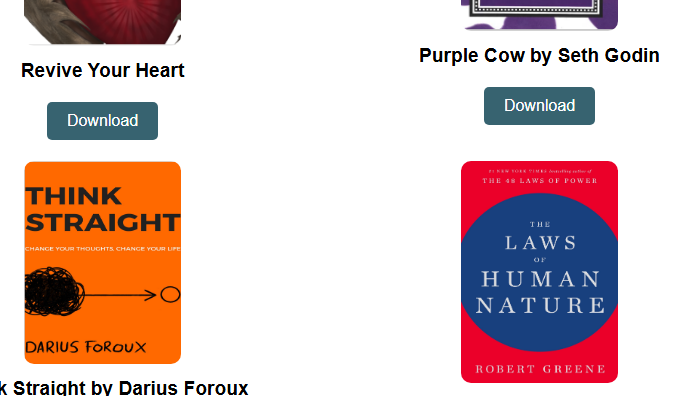 Revive Your Heart
Download
Purple Cow by Seth Godin
Download
THINK
STRAIGHT
CHANGE YOUR THOUGHTS, CHANGE YOUR LIFE
DARIUS FOROUX
k Straight by Darius Foroux
#1 NEW YORK TIMES bestselling author of
THE 48 LAWS OF POWER
THE
LAWS
OF
HUMAN
NATURE
ROBERT GREENE